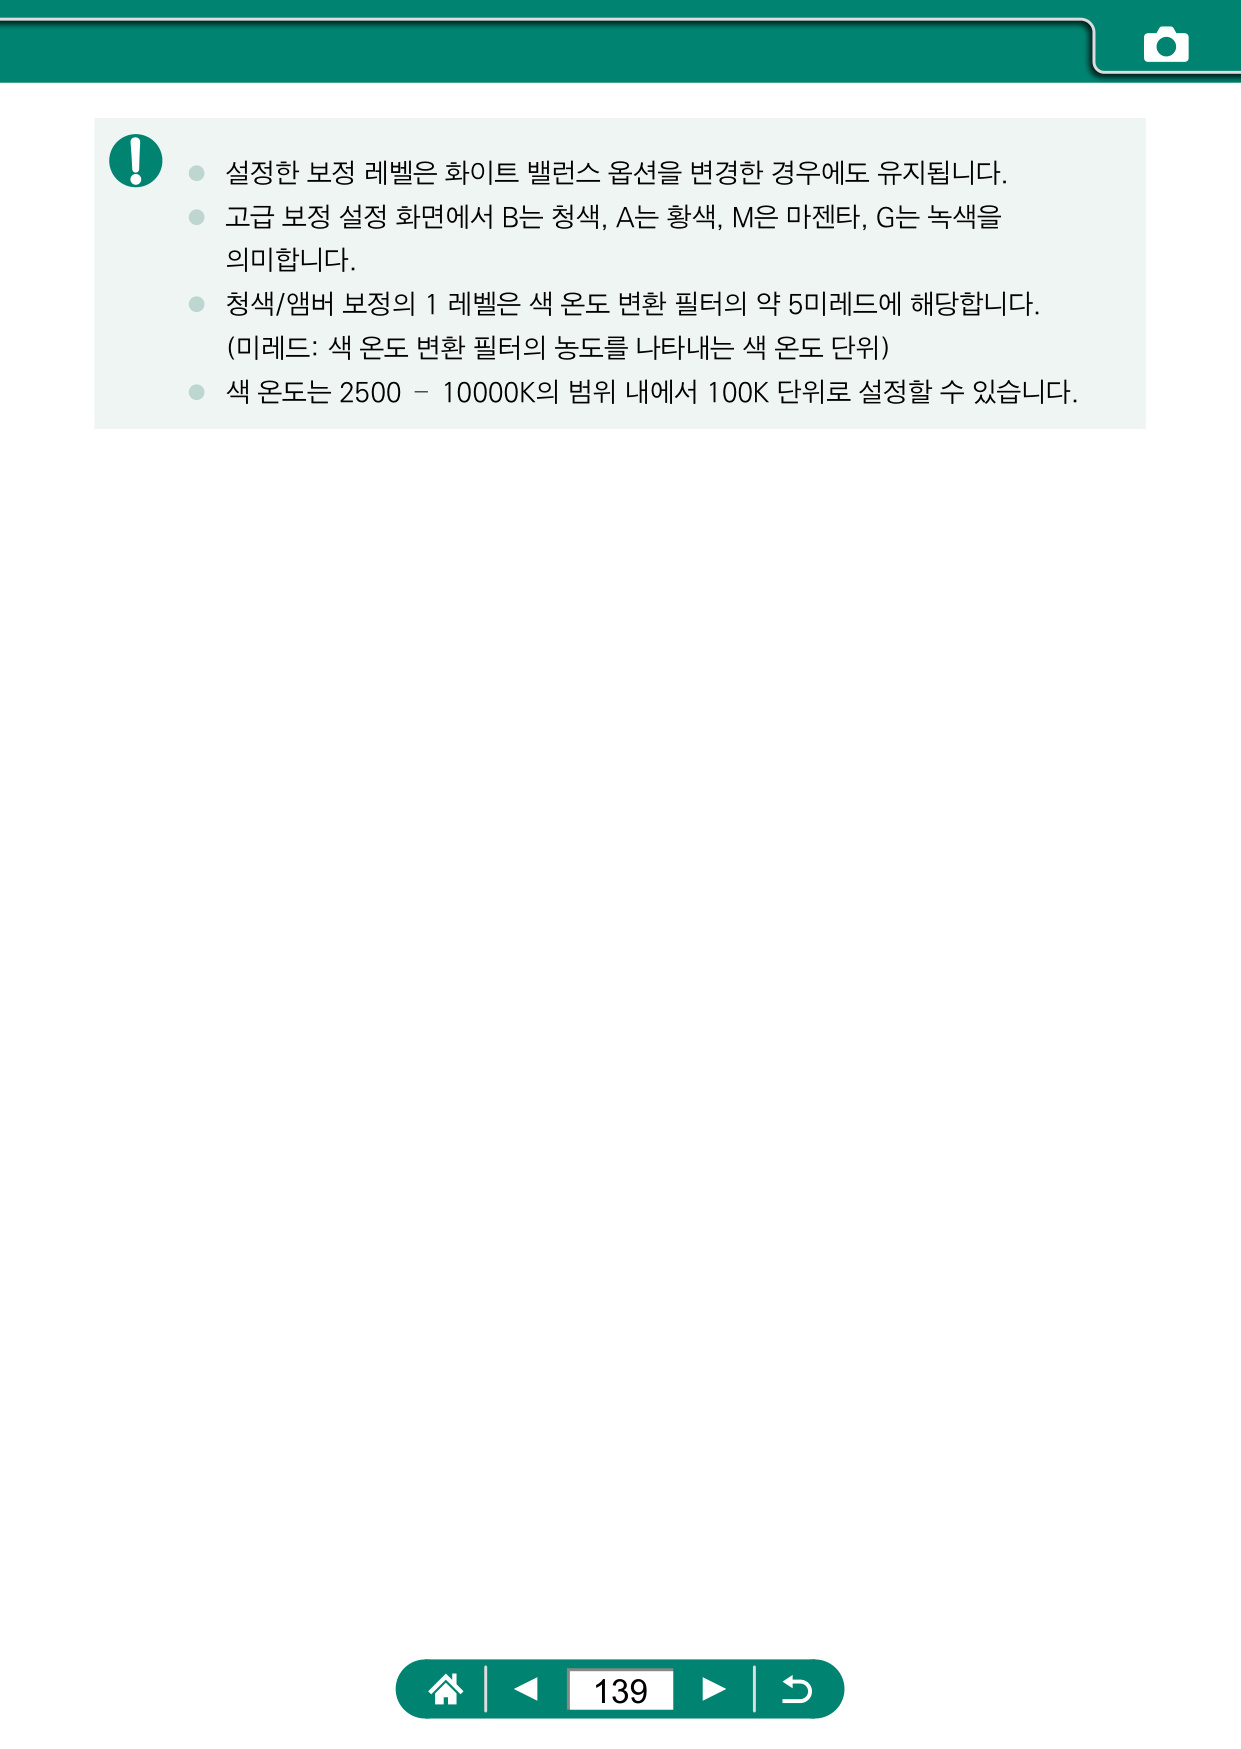 설정한 보정 레벨은 화이트 밸런스 옵션을 변경한 경우에도 유지됩니다.
고급 보정 설정 화면에서 B는 청색, A는 황색, M은 마젠타, G는 녹색을
의미합니다.
청색/앰버 보정의 1 레벨은 색 온도 변환 필터의 약 5미레드에 해당합니다.
(미레드: 색 온도 변환 필터의 농도를 나타내는 색 온도 단위)
색 온도는 2500 – 10000K의 범위 내에서 100K 단위로 설정할 수 있습니다.
139